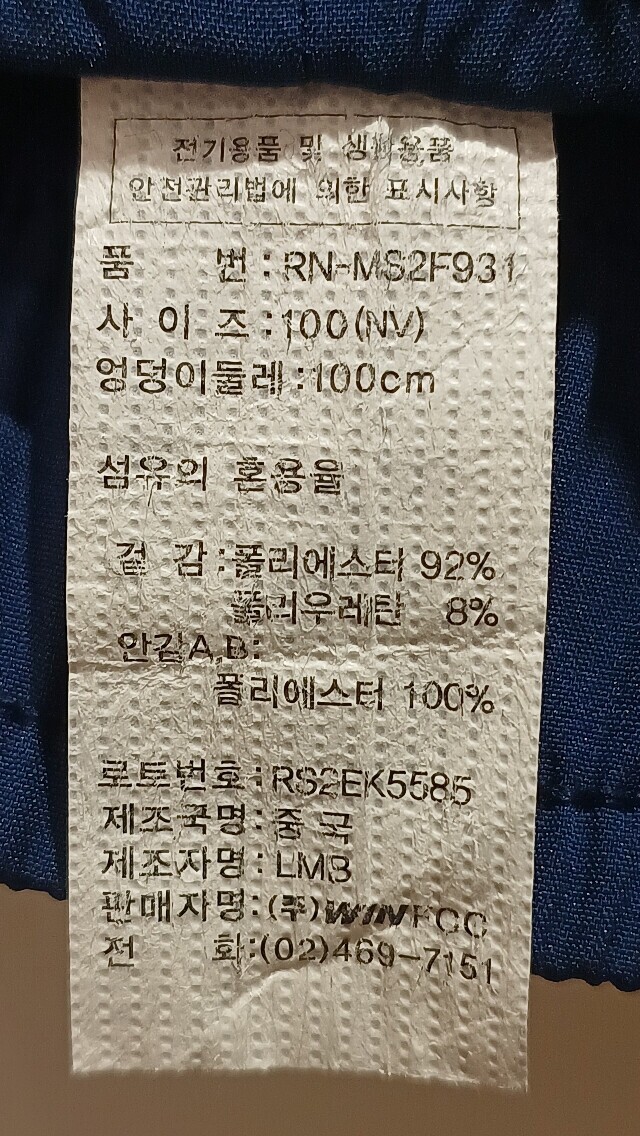 전기용품 및 생활용품
안전관리법에 의한 표시사항
품 번 : RN-MS2F931
사 이 즈 : 100(NV)
엉덩이둘레 : 100cm
섬유의 혼용율
겉 감 : 폴리에스터 92%
폴리우레탄 8%
안감A,B:
폴리에스터 100%
로트번호 : RS2EK5585
제조국명 : 중 국
제조자명 : LMB
판매자명 : (주)WINFCC
전 화 : (02)469-7151